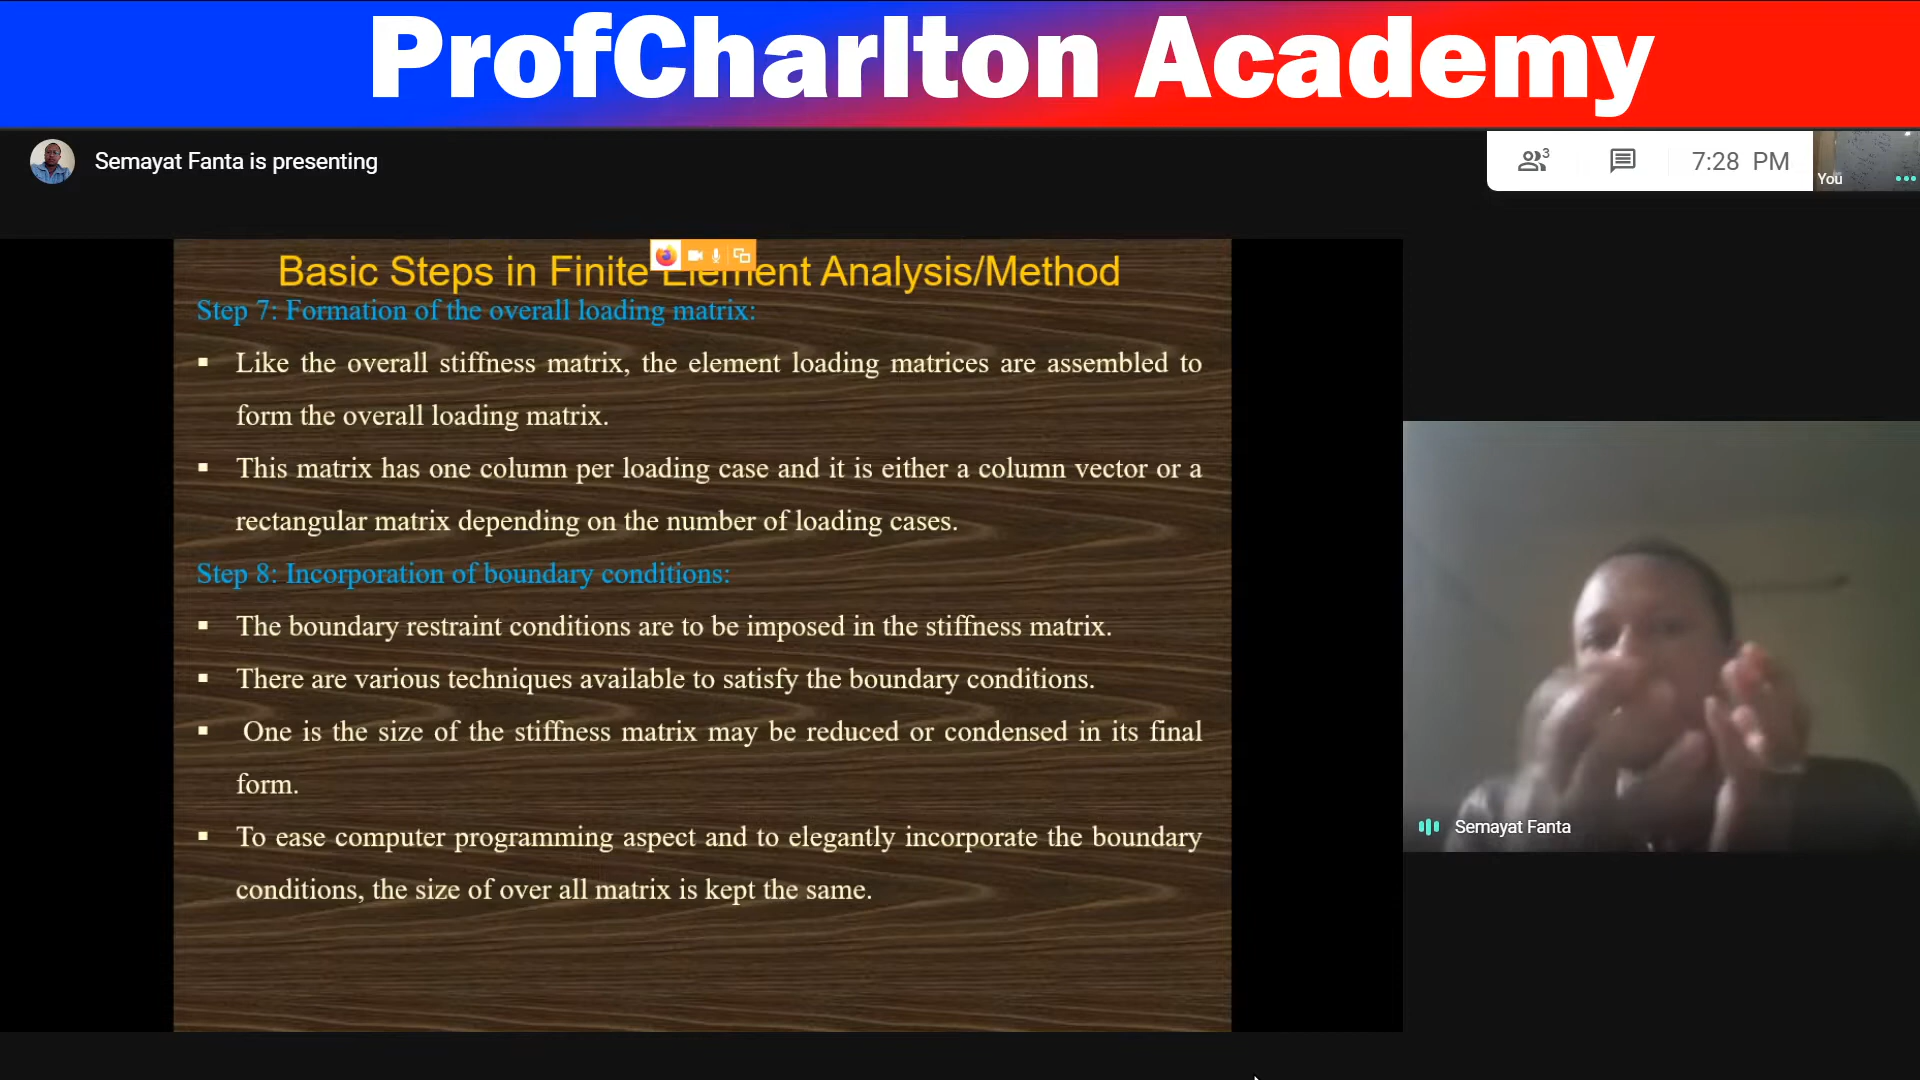 ProfCharlton Academy
Semayat Fanta is presenting
3
7:28 PM
You
Basic Steps in Finite Element Analysis/Method
Step 7: Formation of the overall loading matrix:
▪ Like the overall stiffness matrix, the element loading matrices are assembled to
form the overall loading matrix.
▪ This matrix has one column per loading case and it is either a column vector or a
rectangular matrix depending on the number of loading cases.
Step 8: Incorporation of boundary conditions:
▪ The boundary restraint conditions are to be imposed in the stiffness matrix.
▪ There are various techniques available to satisfy the boundary conditions.
▪ One is the size of the stiffness matrix may be reduced or condensed in its final
form.
▪ To ease computer programming aspect and to elegantly incorporate the boundary
conditions, the size of over all matrix is kept the same.
Semayat Fanta